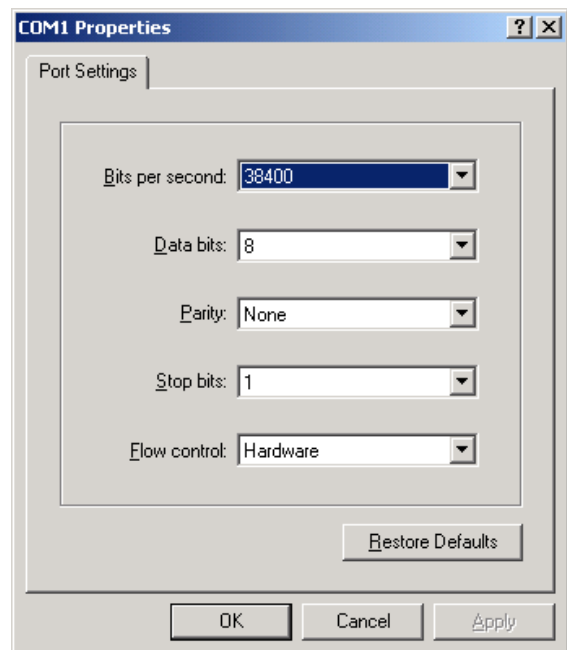 COM1 Properties
Port Settings
Bits per second: 38400
Data bits: 8
Parity: None
Stop bits: 1
Flow control: Hardware
Restore Defaults
OK Cancel Apply